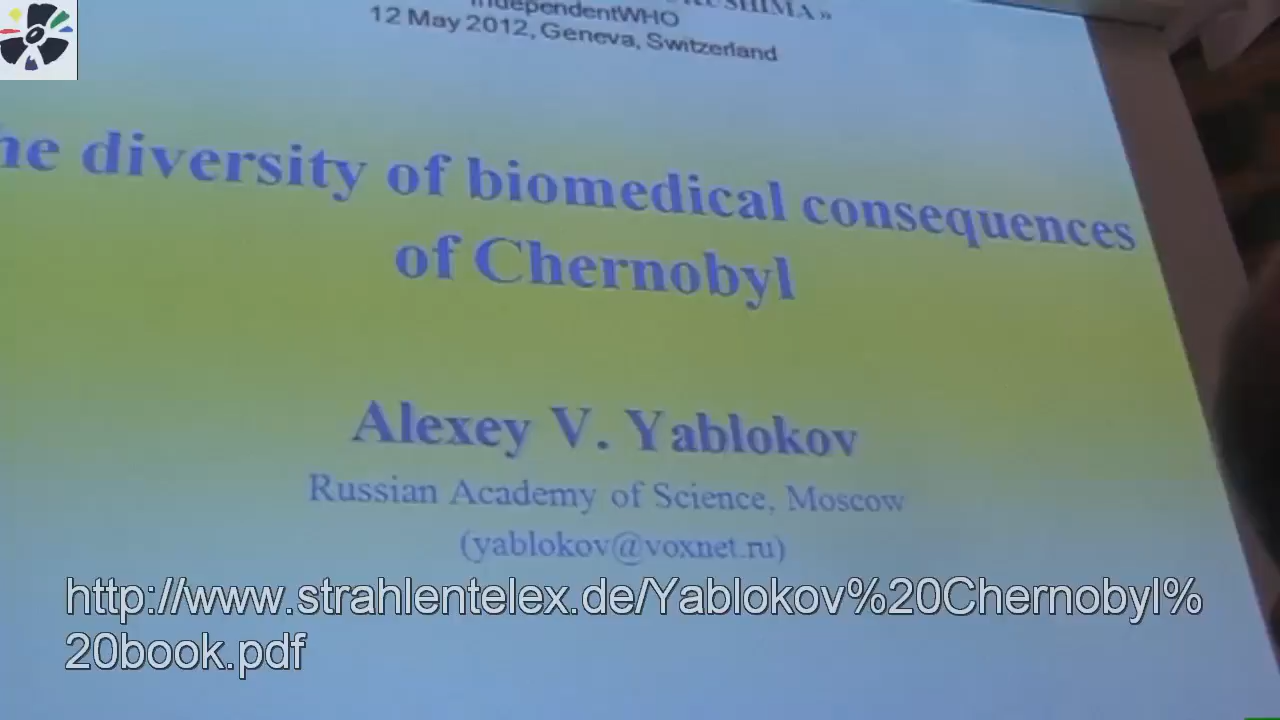 IndependentWHO
12 May 2012, Geneva, Switzerland
he diversity of biomedical consequences
of Chernobyl
Alexey V. Yablokov
Russian Academy of Science, Moscow
(yablokov@voxnet.ru)
http://www.strahlentelex.de/Yablokov%20Chernobyl%
20book.pdf